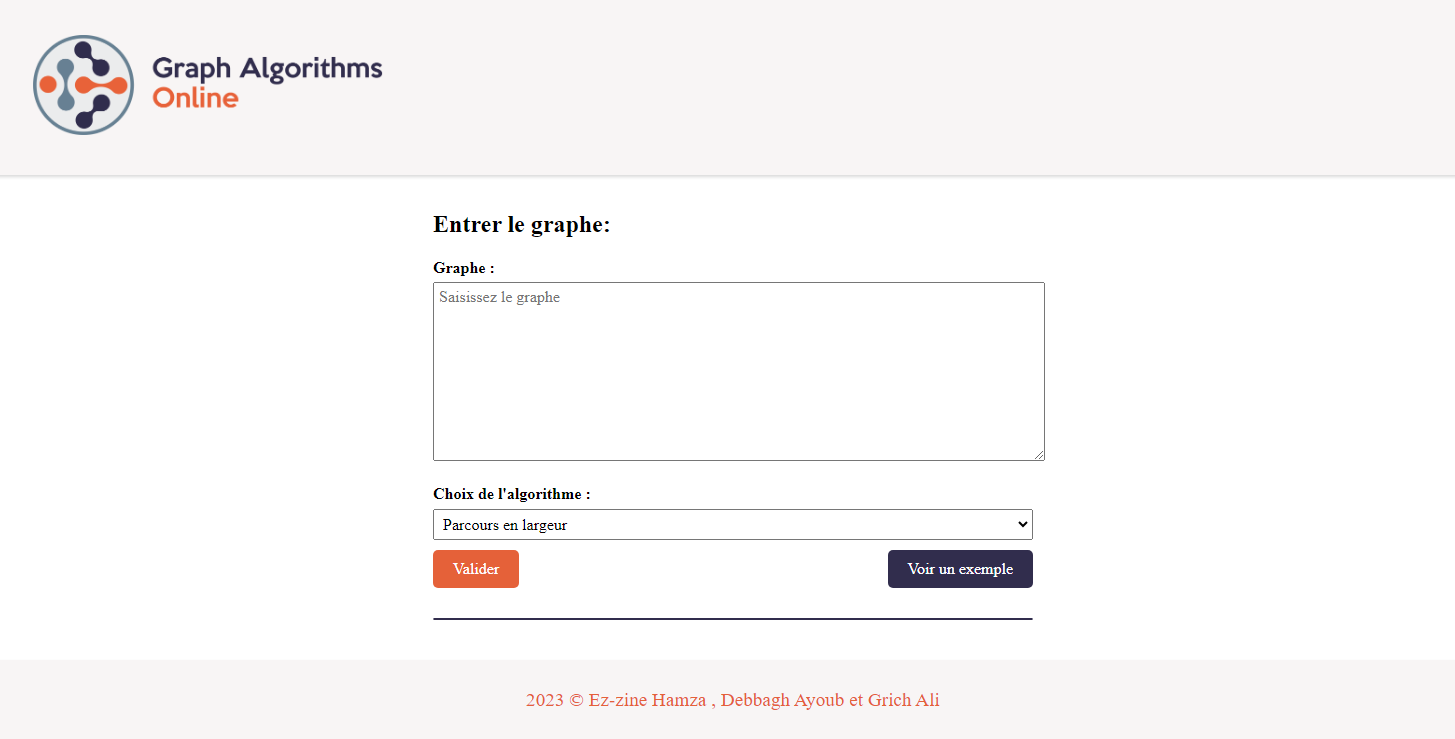 Graph Algorithms
Online
Entrer le graphe:
Graphe :
Saisissez le graphe
Choix de l'algorithme :
Parcours en largeur
Valider
Voir un exemple
2023 © Ez-zine Hamza , Debbagh Ayoub et Grich Ali